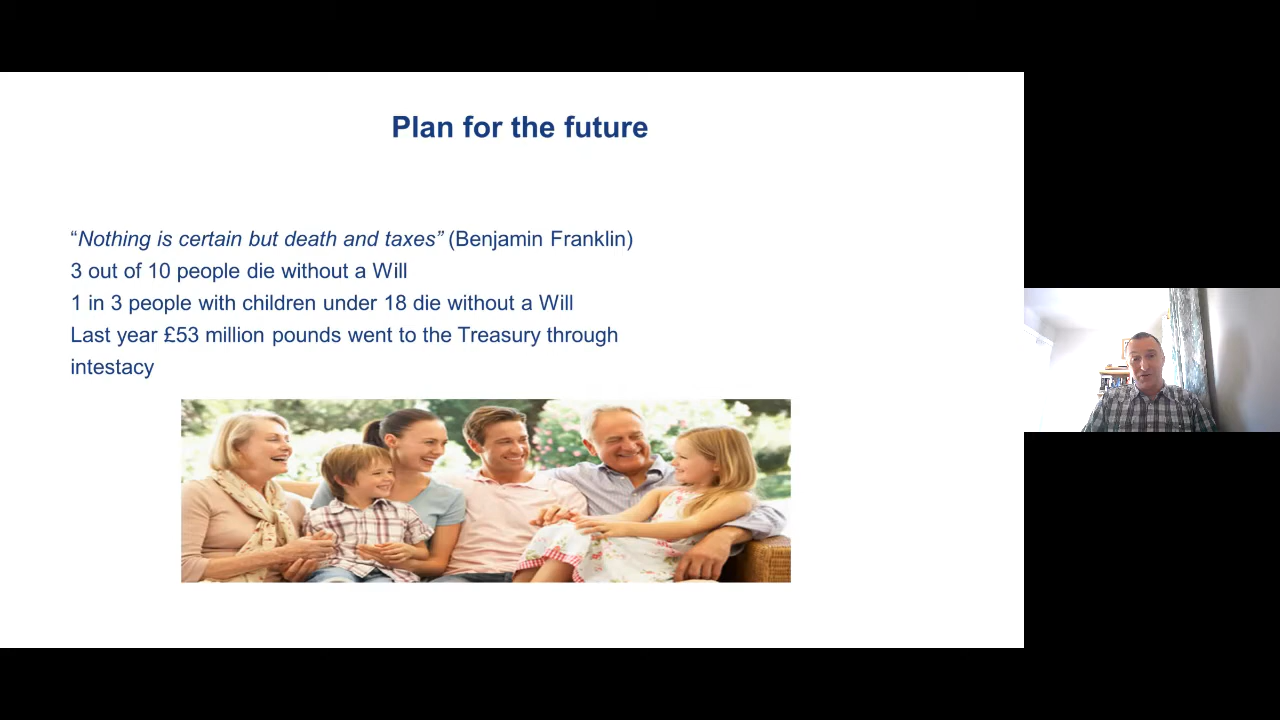 Plan for the future
“Nothing is certain but death and taxes” (Benjamin Franklin)
3 out of 10 people die without a Will
1 in 3 people with children under 18 die without a Will
Last year £53 million pounds went to the Treasury through
intestacy